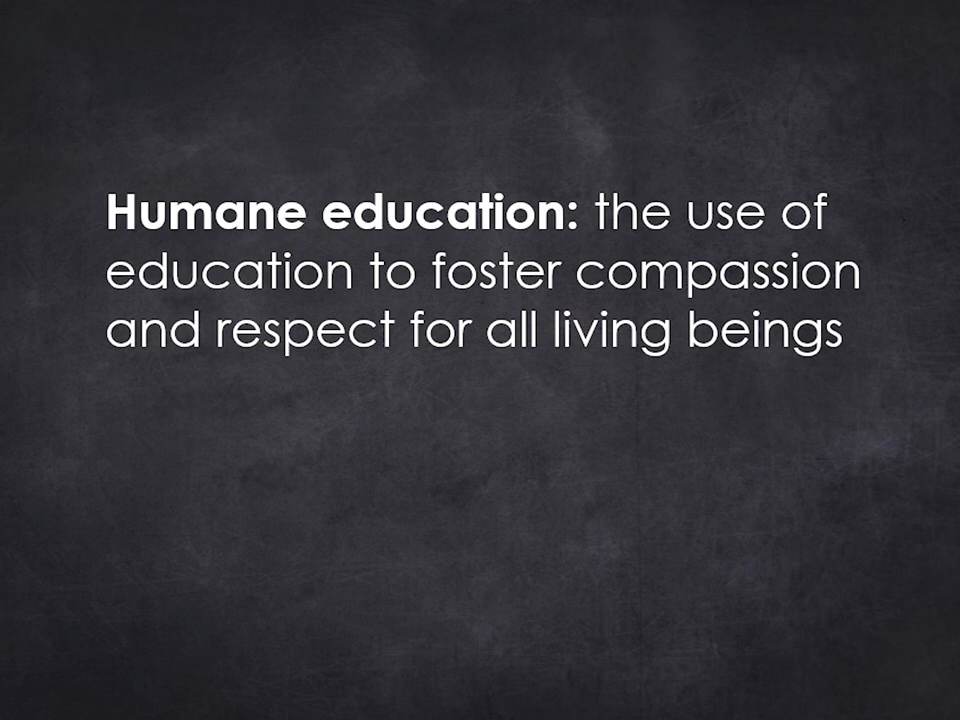 Humane education: the use of
education to foster compassion
and respect for all living beings